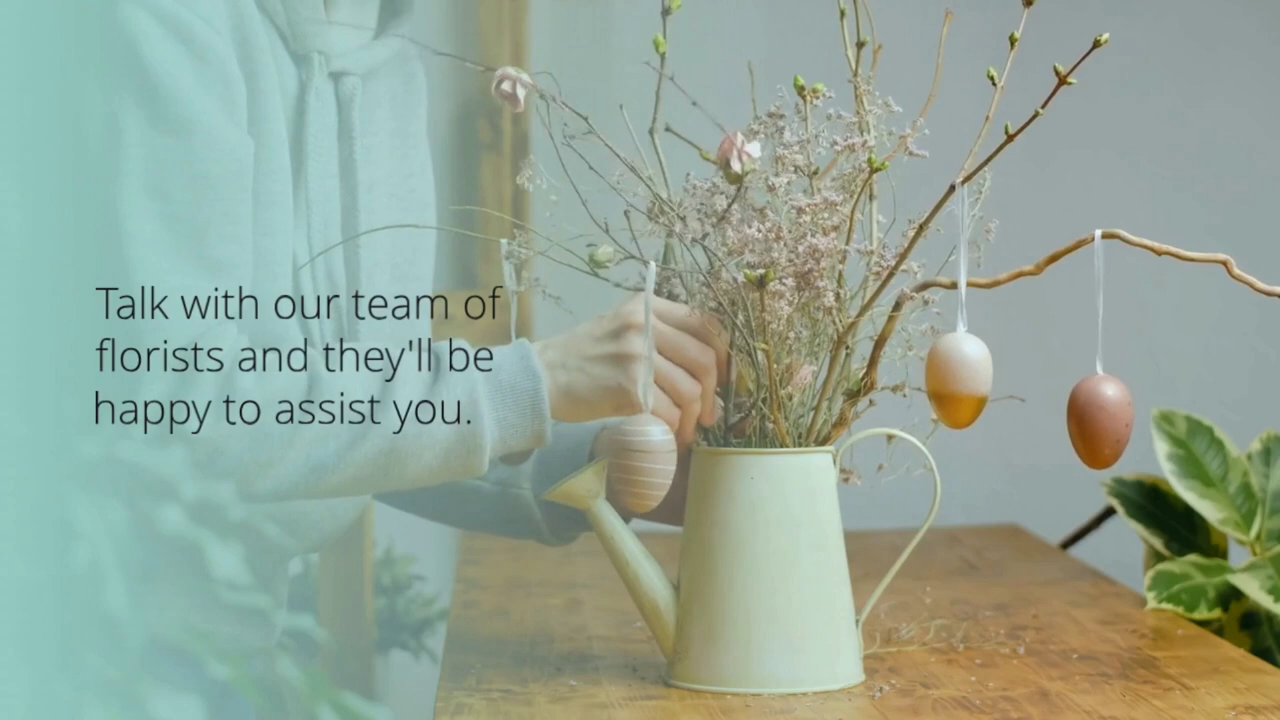 Talk with our team of
florists and they'll be
happy to assist you.